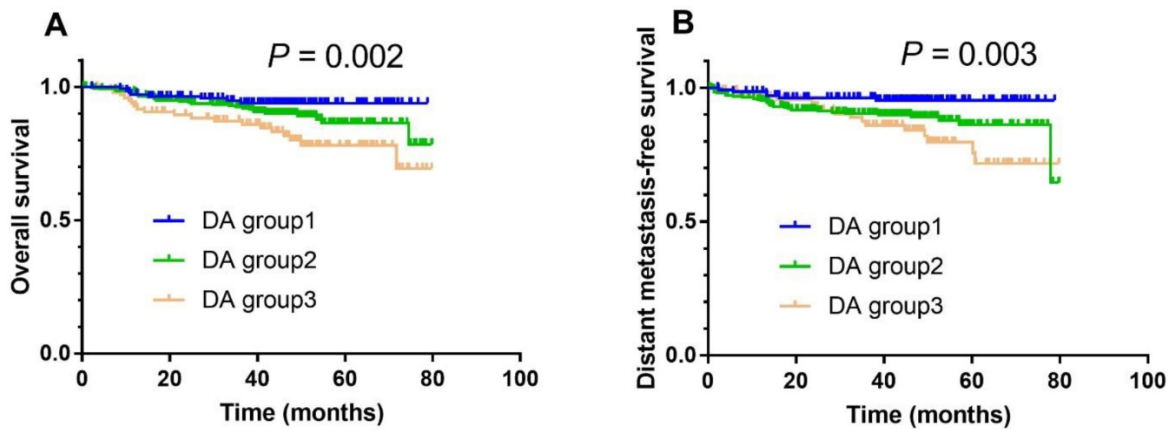 A
P = 0.002
Overall survival
1.0
0.5
0.0
DA group1
DA group2
DA group3
0 20 40 60 80 100
Time (months)
B
P = 0.003
Distant metastasis-free survival
1.0
0.5
0.0
DA group1
DA group2
DA group3
0 20 40 60 80 100
Time (months)